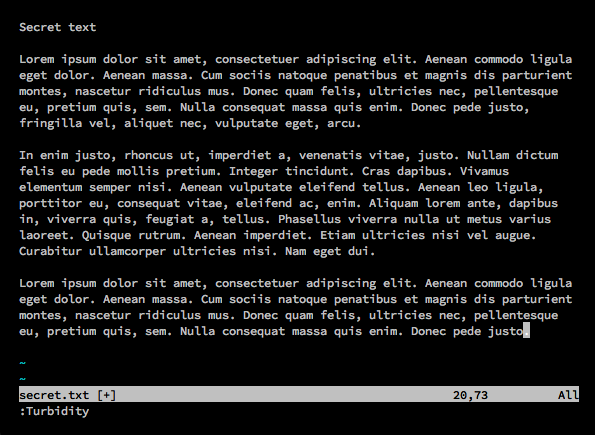 Secret text
Lorem ipsum dolor sit amet, consectetuer adipiscing elit. Aenean commodo ligula
eget dolor. Aenean massa. Cum sociis natoque penatibus et magnis dis parturient
montes, nascetur ridiculus mus. Donec quam felis, ultricies nec, pellentesque
eu, pretium quis, sem. Nulla consequat massa quis enim. Donec pede justo,
fringilla vel, aliquet nec, vulputate eget, arcu.
In enim justo, rhoncus ut, imperdiet a, venenatis vitae, justo. Nullam dictum
felis eu pede mollis pretium. Integer tincidunt. Cras dapibus. Vivamus
elementum semper nisi. Aenean vulputate eleifend tellus. Aenean leo ligula,
porttitor eu, consequat vitae, eleifend ac, enim. Aliquam lorem ante, dapibus
in, viverra quis, feugiat a, tellus. Phasellus viverra nulla ut metus varius
laoreet. Quisque rutrum. Aenean imperdiet. Etiam ultricies nisi vel augue.
Curabitur ullamcorper ultricies nisi. Nam eget dui.
Lorem ipsum dolor sit amet, consectetuer adipiscing elit. Aenean commodo ligula
eget dolor. Aenean massa. Cum sociis natoque penatibus et magnis dis parturient
montes, nascetur ridiculus mus. Donec quam felis, ultricies nec, pellentesque
eu, pretium quis, sem. Nulla consequat massa quis enim. Donec pede justo.
~
~
secret.txt [+] 20,73 All
:Turbidity